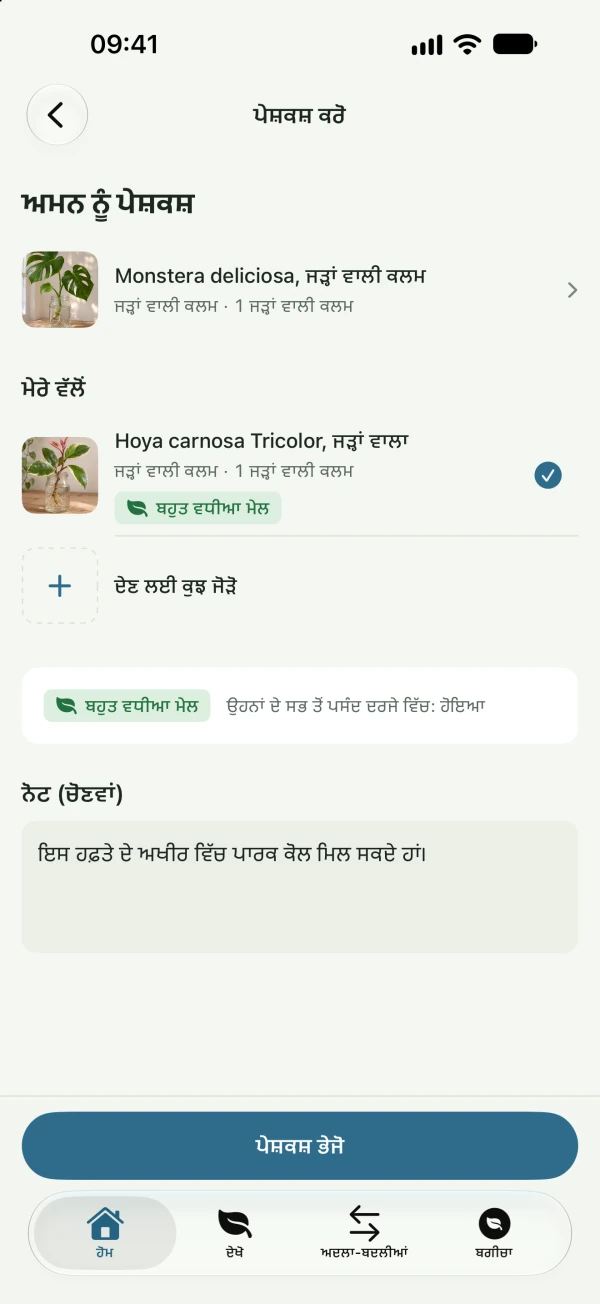 09:41
ਪੇਸ਼ਕਸ਼ ਕਰੋ
ਅਮਨ ਨੂੰ ਪੇਸ਼ਕਸ਼
Monstera deliciosa, ਜੜ੍ਹਾਂ ਵਾਲੀ ਕਲਮ
ਜੜ੍ਹਾਂ ਵਾਲੀ ਕਲਮ · 1 ਜੜ੍ਹਾਂ ਵਾਲੀ ਕਲਮ
ਮੇਰੇ ਵੱਲੋਂ
Hoya carnosa Tricolor, ਜੜ੍ਹਾਂ ਵਾਲਾ
ਜੜ੍ਹਾਂ ਵਾਲੀ ਕਲਮ · 1 ਜੜ੍ਹਾਂ ਵਾਲੀ ਕਲਮ
ਬਹੁਤ ਵਧੀਆ ਮੇਲ
ਦੇਣ ਲਈ ਕੁਝ ਜੋੜੋ
ਬਹੁਤ ਵਧੀਆ ਮੇਲ ਉਹਨਾਂ ਦੇ ਸਭ ਤੋਂ ਪਸੰਦ ਦਰਜੇ ਵਿੱਚ: ਹੋਇਆ
ਨੋਟ (ਚੋਣਵਾਂ)
ਇਸ ਹਫ਼ਤੇ ਦੇ ਅਖੀਰ ਵਿੱਚ ਪਾਰਕ ਕੋਲ ਮਿਲ ਸਕਦੇ ਹਾਂ।
ਪੇਸ਼ਕਸ਼ ਭੇਜੋ
ਹੋਮ
ਦੇਖੋ
ਅਦਲਾ-ਬਦਲੀਆਂ
ਬਗੀਚਾ